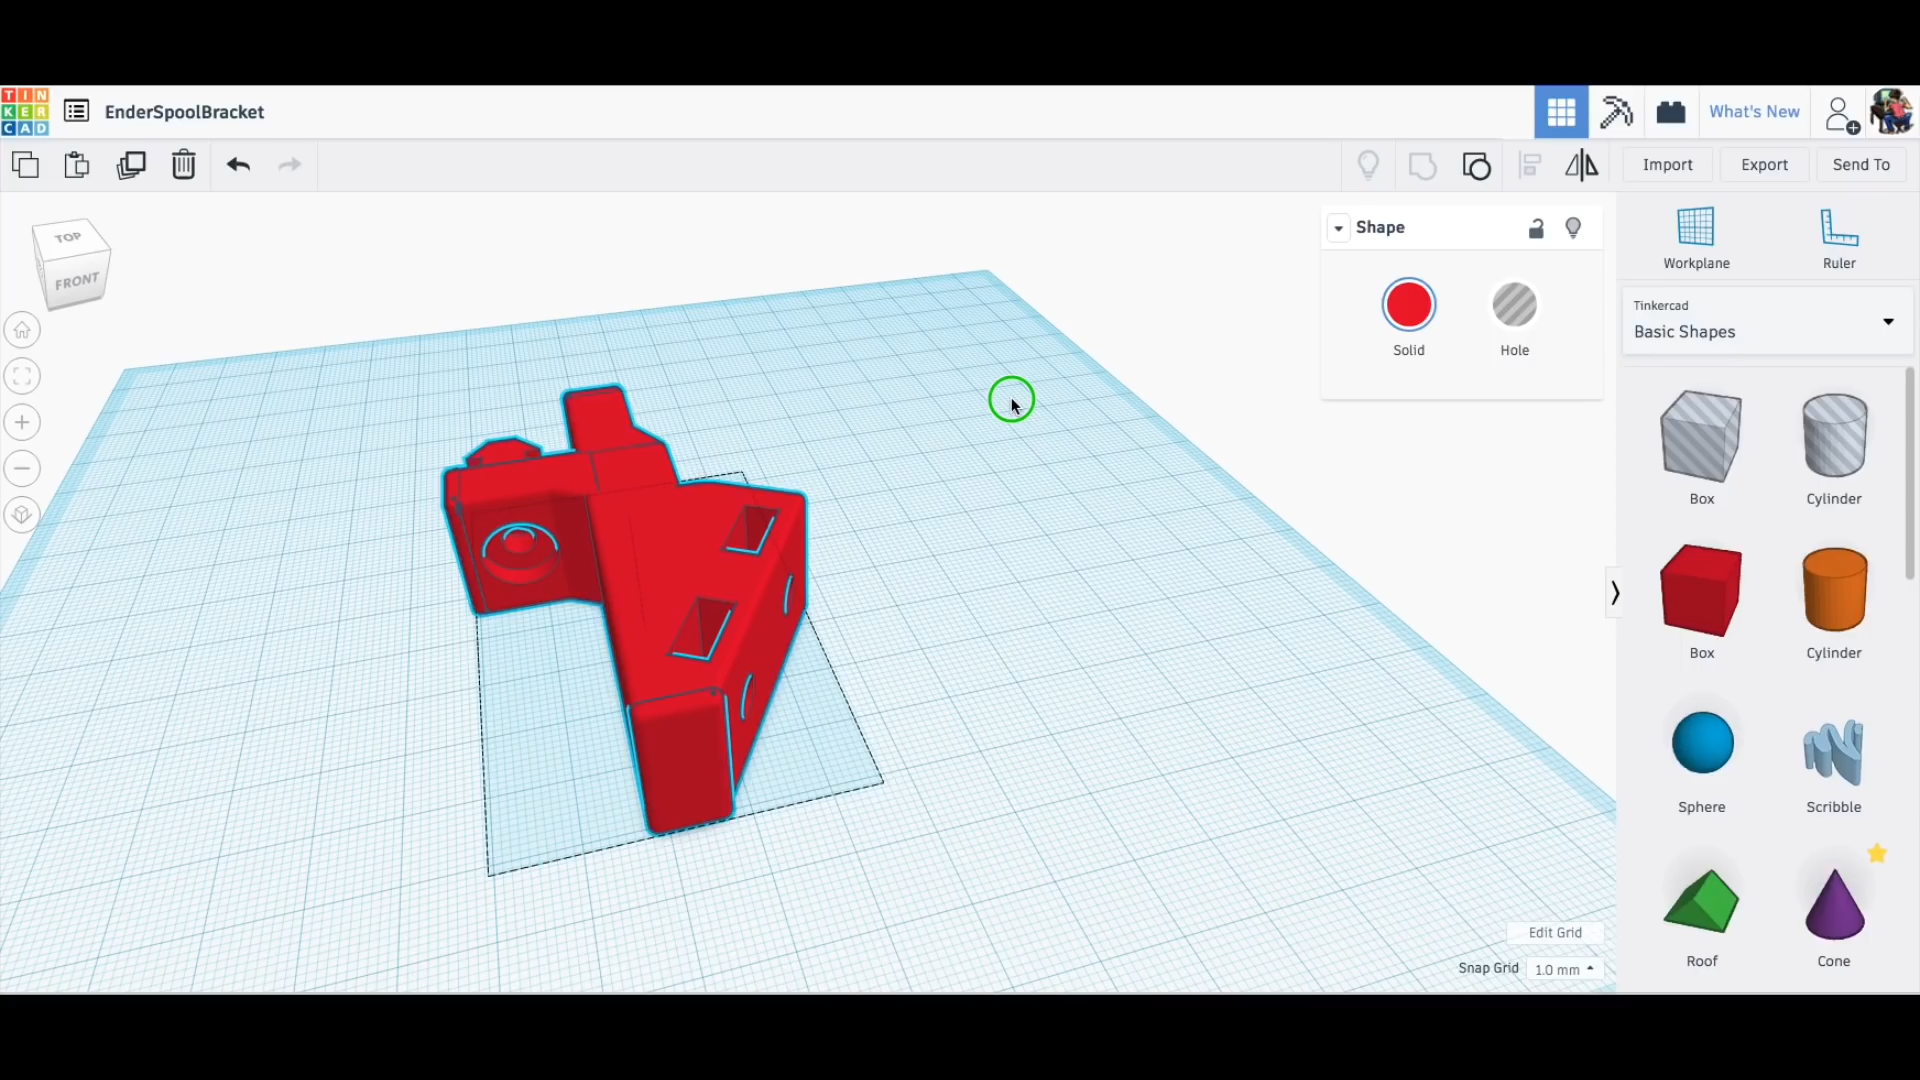 TIN
KER
CAD
EnderSpoolBracket
What's New
Import
Export
Send To
TOP
FRONT
Shape
Solid
Hole
Workplane
Ruler
Tinkercad
Basic Shapes
Box
Cylinder
Box
Cylinder
Sphere
Scribble
Roof
Cone
Edit Grid
Snap Grid
1.0 mm